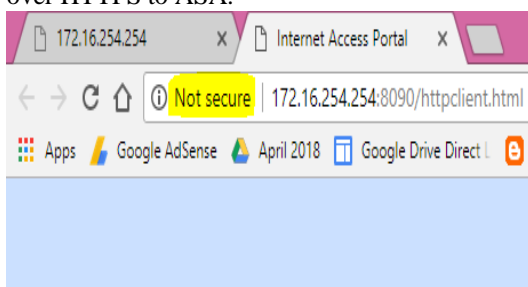 over HTTPS to ASA.
172.16.254.254 Internet Access Portal
Not secure 172.16.254.254:8090/httpclient.html
Apps Google AdSense April 2018 Google Drive Direct L